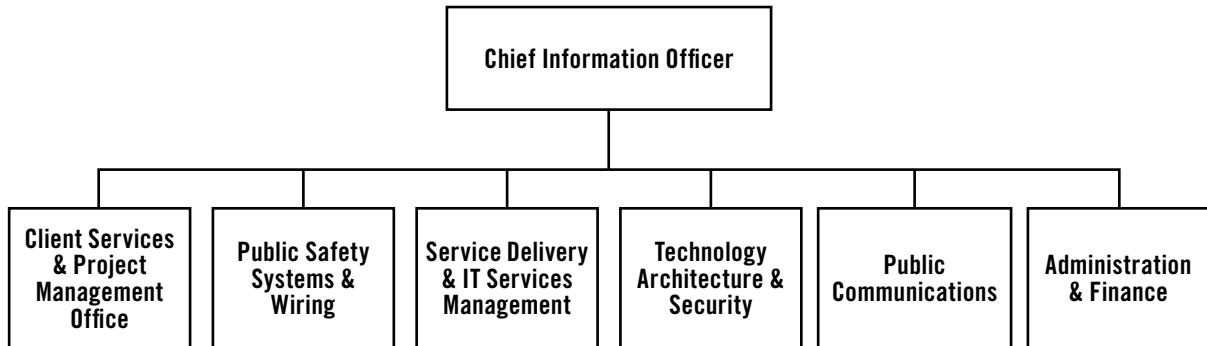 Chief Information Officer
Client Services
& Project
Management
Office
Public Safety
Systems &
Wiring
Service Delivery
& IT Services
Management
Technology
Architecture &
Security
Public
Communications
Administration
& Finance